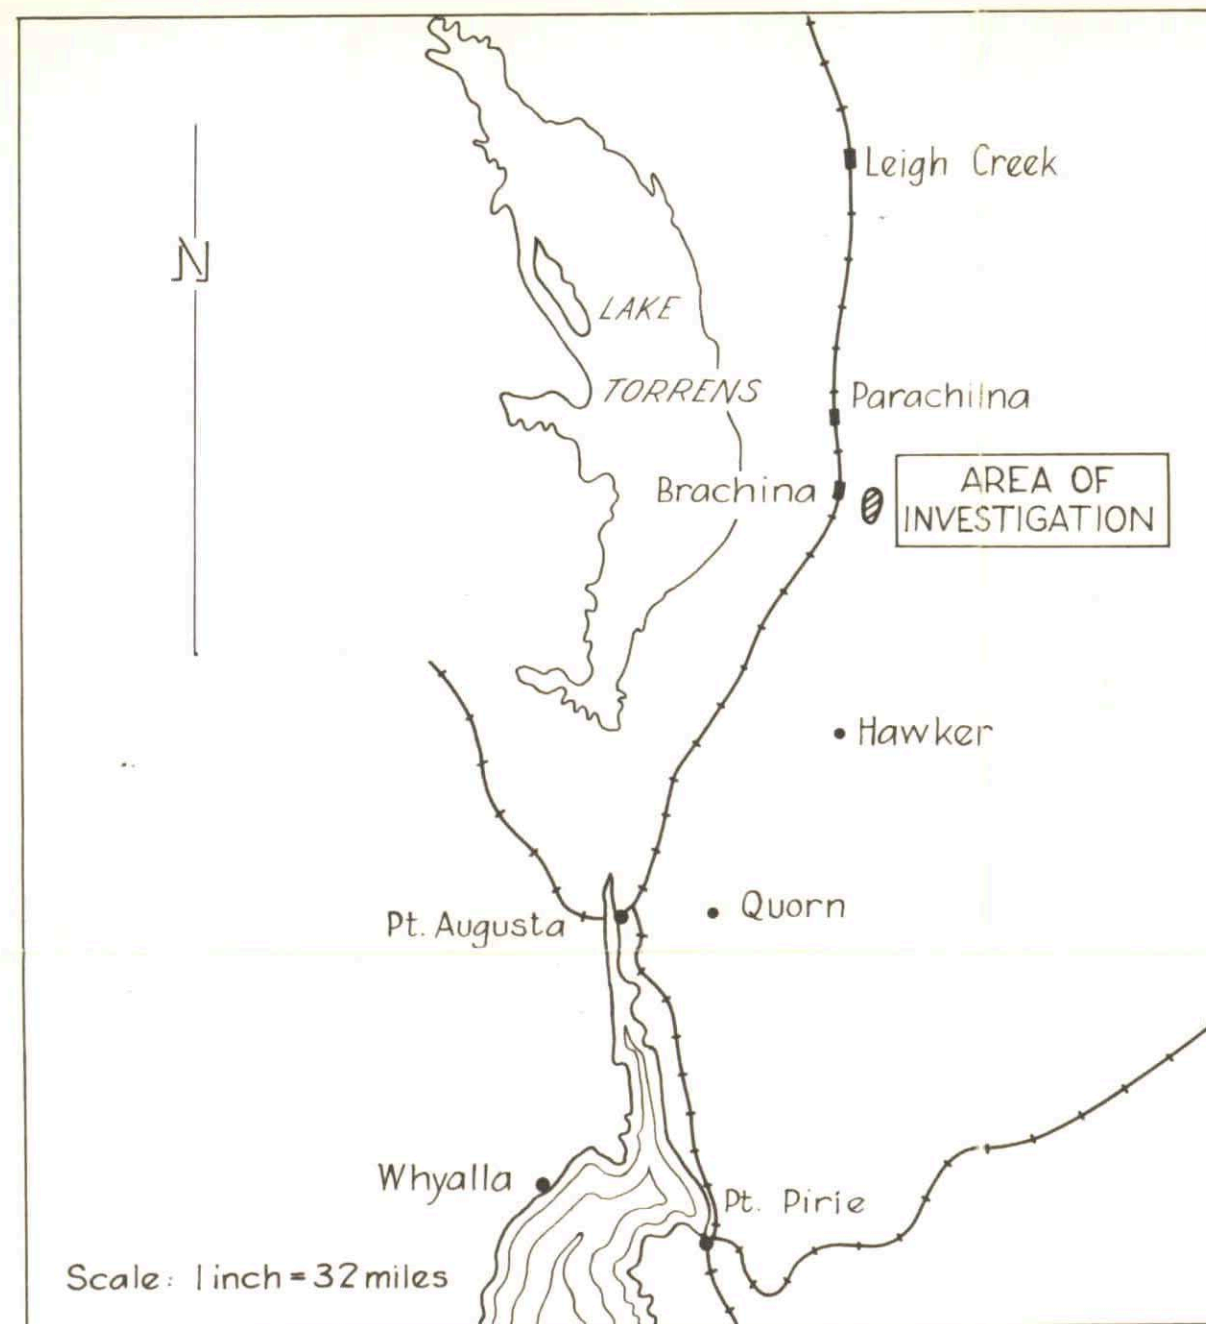 Leigh Creek
N
LAKE
TORRENS
Parachilna
Brachina
AREA OF
INVESTIGATION
Hawker
Pt. Augusta
Quorn
Whyalla
Pt. Pirie
Scale: 1 inch = 32 miles